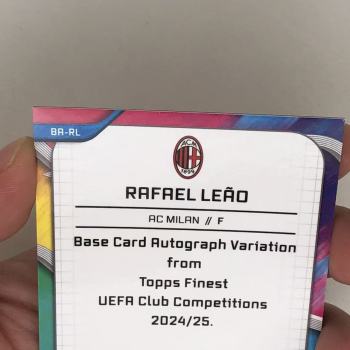 BA-RL
ACM
1899
RAFAEL LEÃO
AC MILAN // F
Base Card Autograph Variation
from
Topps Finest
UEFA Club Competitions
2024/25.